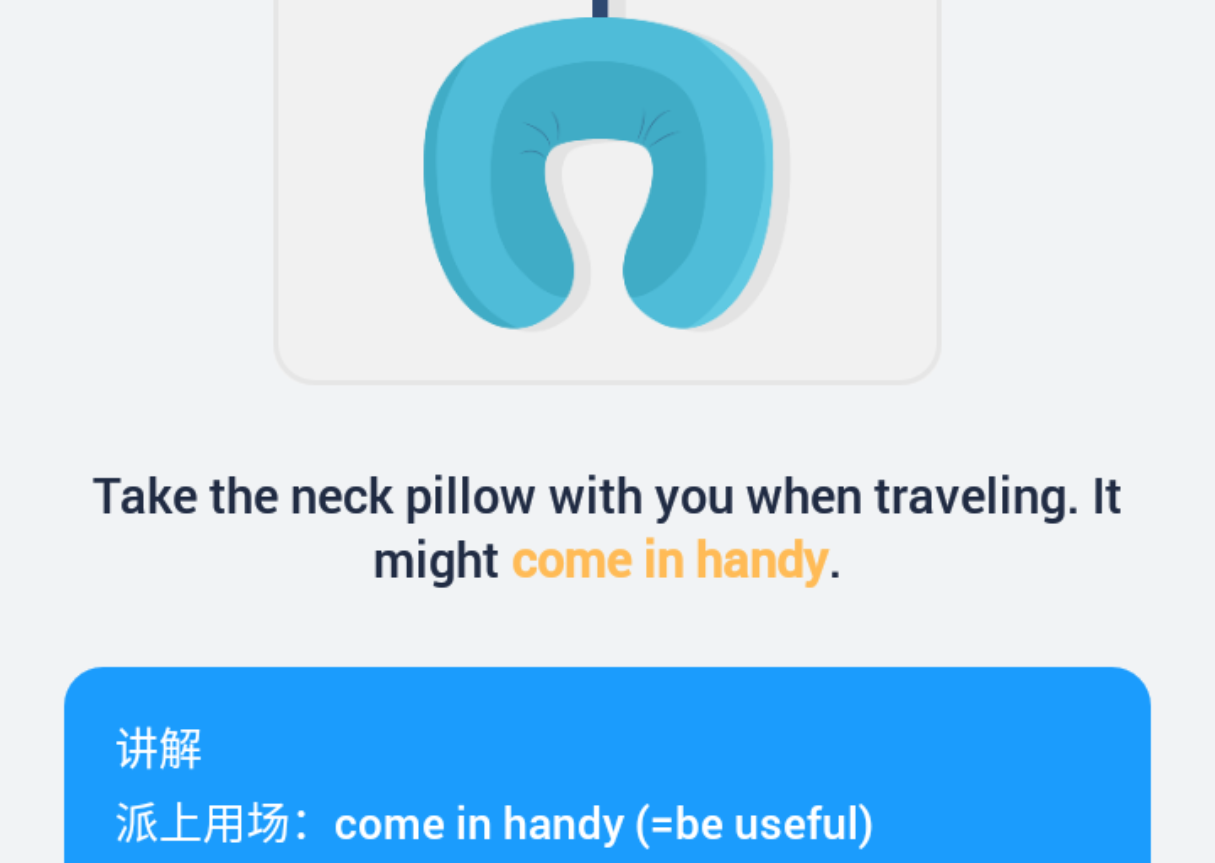 Take the neck pillow with you when traveling. It
might come in handy.
讲解
派上用场：come in handy (=be useful)